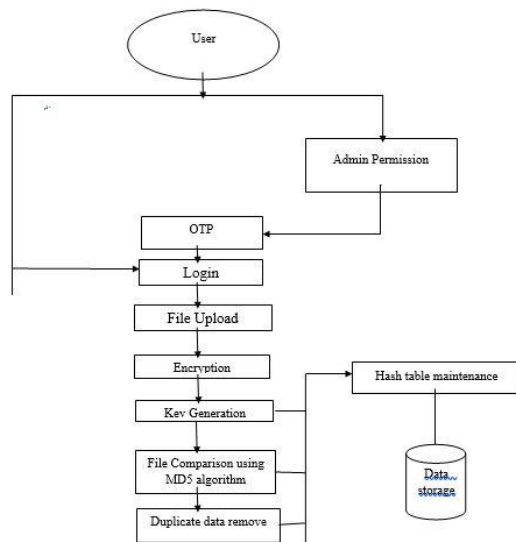 User
Admin Permission
OTP
Login
File Upload
Encryption
Hash table maintenance
Kev Generation
File Comparison using
MD5 algorithm
Data
storage
Duplicate data remove